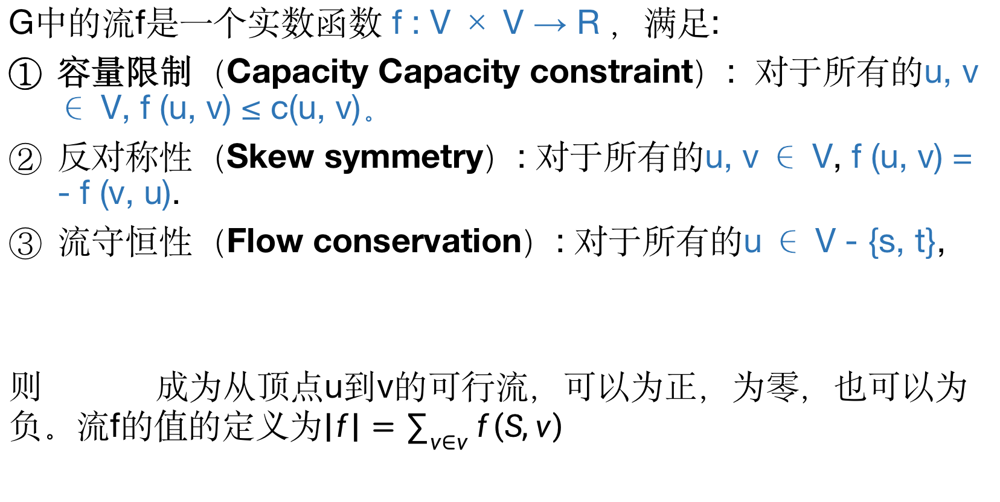 G中的流f是一个实数函数 f : V × V → R ，满足:
① 容量限制（Capacity Capacity constraint）: 对于所有的u, v
∈ V, f (u, v) ≤ c(u, v)。
② 反对称性（Skew symmetry）: 对于所有的u, v ∈ V, f (u, v) =
- f (v, u).
③ 流守恒性（Flow conservation）: 对于所有的u ∈ V - {s, t},
则 成为从顶点u到v的可行流，可以为正，为零，也可以为
负。流f的值的定义为|f| = ∑_{v∈v} f (S, v)